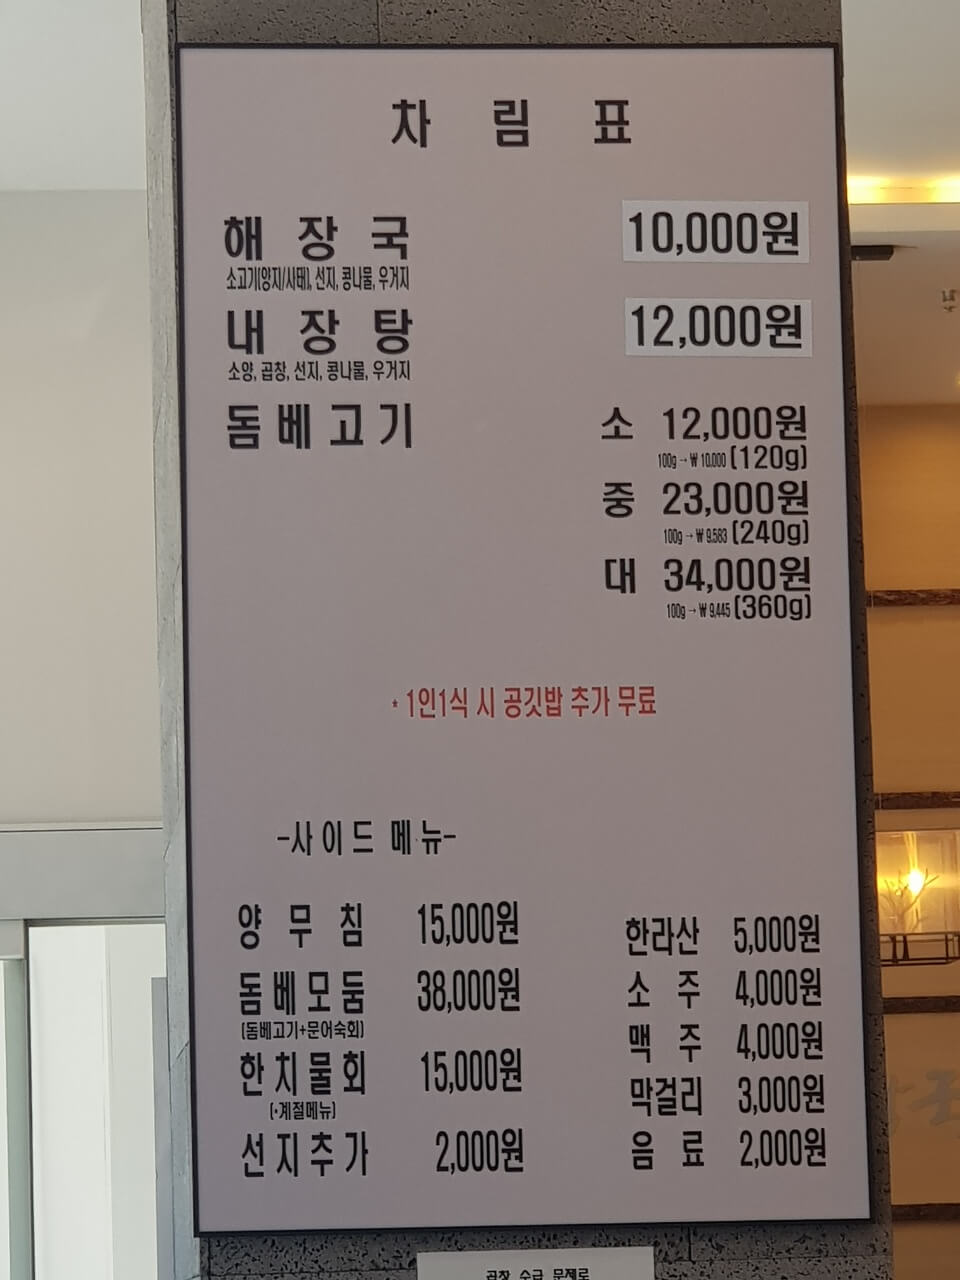 차 림 표
해 장 국 10,000원
소고기(양지/사태), 선지, 콩나물, 우거지
내 장 탕 12,000원
소양, 곱창, 선지, 콩나물, 우거지
돔베고기 소 12,000원
100g → ₩ 10,000 (120g)
중 23,000원
100g → ₩ 9,583 (240g)
대 34,000원
100g → ₩ 9,445 (360g)
* 1인1식 시 공깃밥 추가 무료
-사이드 메뉴-
양 무 침 15,000원
돔베모둠 38,000원
(돔베고기+문어숙회)
한치물회 15,000원
(*계절메뉴)
선지추가 2,000원
한라산 5,000원
소 주 4,000원
맥 주 4,000원
막걸리 3,000원
음 료 2,000원
곱창 수급 문제로